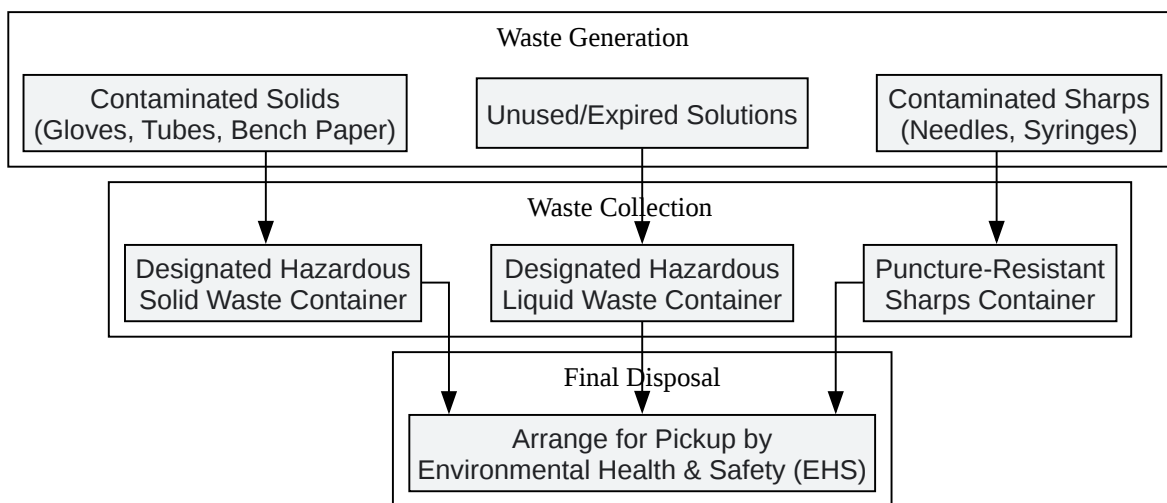 Waste Generation
Contaminated Solids
(Gloves, Tubes, Bench Paper)
Unused/Expired Solutions
Contaminated Sharps
(Needles, Syringes)
Waste Collection
Designated Hazardous
Solid Waste Container
Designated Hazardous
Liquid Waste Container
Puncture-Resistant
Sharps Container
Final Disposal
Arrange for Pickup by
Environmental Health & Safety (EHS)